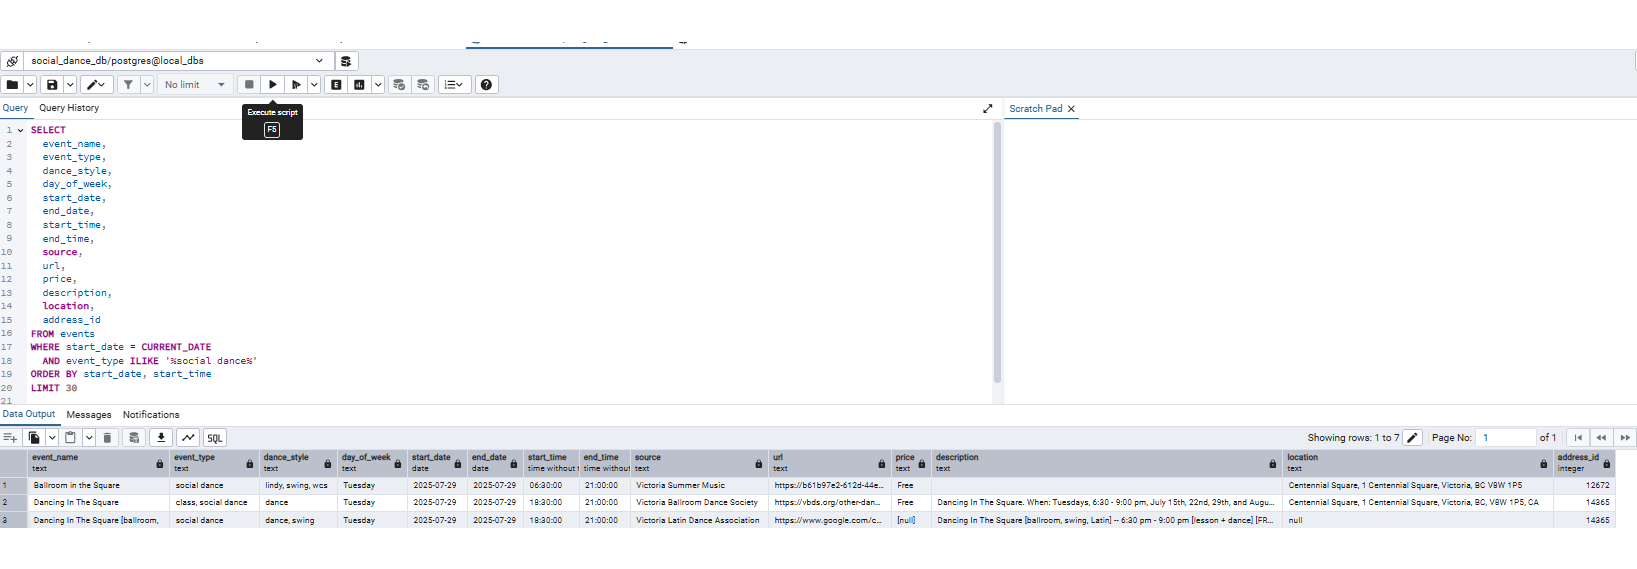 social_dance_db/postgres@local_dbs
No limit
Query Query History
Execute script
F5
Scratch Pad
1 SELECT
2 event_name,
3 event_type,
4 dance_style,
5 day_of_week,
6 start_date,
7 end_date,
8 start_time,
9 end_time,
10 source,
11 url,
12 price,
13 description,
14 location,
15 address_id
16 FROM events
17 WHERE start_date = CURRENT_DATE
18 AND event_type ILIKE '%social dance%'
19 ORDER BY start_date, start_time
20 LIMIT 30
21
Data Output Messages Notifications
SQL
Showing rows: 1 to 7 Page No: 1 of 1
event_name event_type dance_style day_of_week start_date end_date start_time end_time source url price description location address_id
text text text text date date time without t time without text text text text text integer
1 Ballroom in the Square social dance lindy, swing, wcs Tuesday 2025-07-29 2025-07-29 06:30:00 21:00:00 Victoria Summer Music https://b61b97e2-612d-44e... Free Centennial Square, 1 Centennial Square, Victoria, BC V8W 1P5 12672
2 Dancing In The Square class, social dance dance Tuesday 2025-07-29 2025-07-29 18:30:00 21:00:00 Victoria Ballroom Dance Society https://vbds.org/other-dan... Free Dancing In The Square. When: Tuesdays, 6:30 - 9:00 pm, July 15th, 22nd, 29th, and Augu... Centennial Square, 1 Centennial Square, Victoria, BC, V8W 1P5, CA 14365
3 Dancing In The Square [ballroom, social dance dance, swing Tuesday 2025-07-29 2025-07-29 18:30:00 21:00:00 Victoria Latin Dance Association https://www.google.com/c... [null] Dancing In The Square [ballroom, swing, Latin] -- 6:30 pm - 9:00 pm [lesson + dance] [FR... null 14365